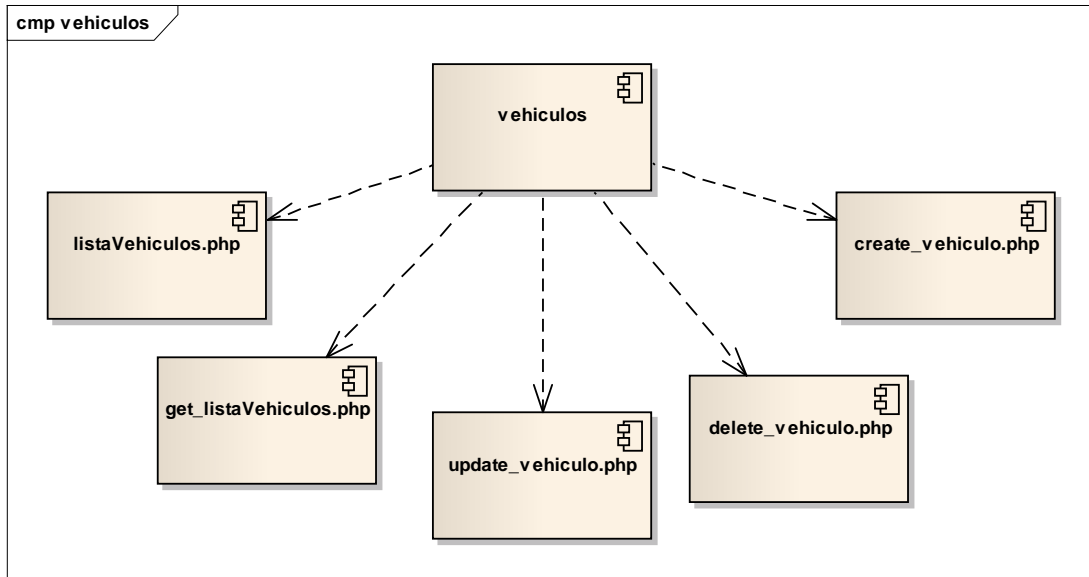 cmp vehiculos
vehiculos
listaVehiculos.php
create_vehiculo.php
get_listaVehiculos.php
delete_vehiculo.php
update_vehiculo.php